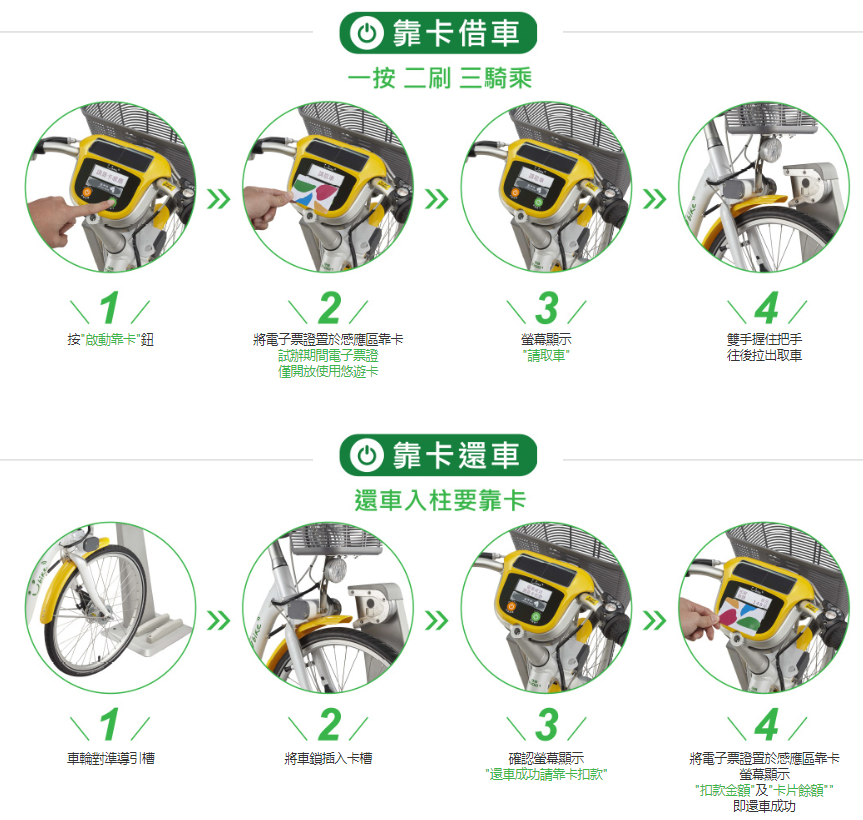 靠卡借車
一按 二刷 三騎乘
1
按"啟動靠卡"鈕
2
將電子票證置於感應區靠卡
試辦期間電子票證
僅開放使用悠遊卡
3
螢幕顯示
"請取車"
4
雙手握住把手
往後拉出取車
靠卡還車
還車入柱要靠卡
1
車輪對準導引槽
2
將車鎖插入卡槽
3
確認螢幕顯示
"還車成功請靠卡扣款"
4
將電子票證置於感應區靠卡
螢幕顯示
"扣款金額"及"卡片餘額""
即還車成功